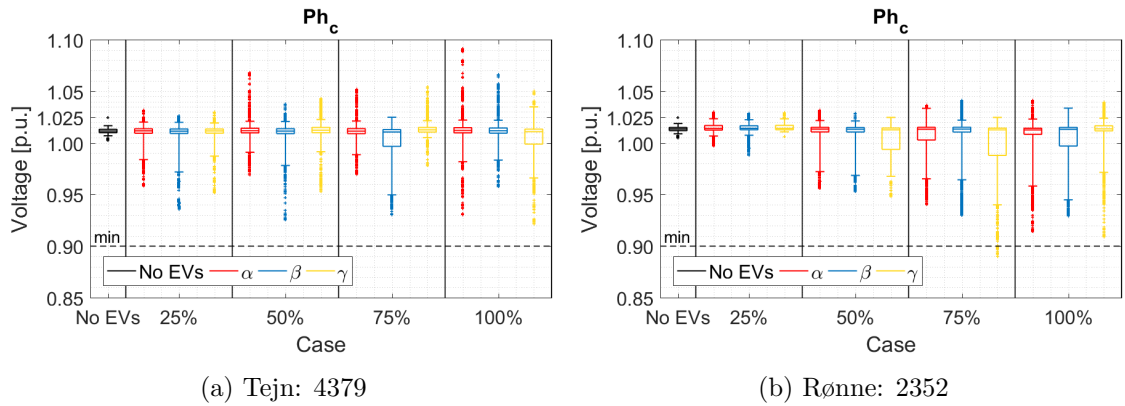 Ph_c
1.10
1.05
1.025
1.00
0.95
0.90
0.85
Voltage [p.u.]
min
No EVs α β γ
No EVs 25% 50% 75% 100%
Case
(a) Tejn: 4379
Ph_c
1.10
1.05
1.025
1.00
0.95
0.90
0.85
Voltage [p.u.]
min
No EVs α β γ
No EVs 25% 50% 75% 100%
Case
(b) Rønne: 2352